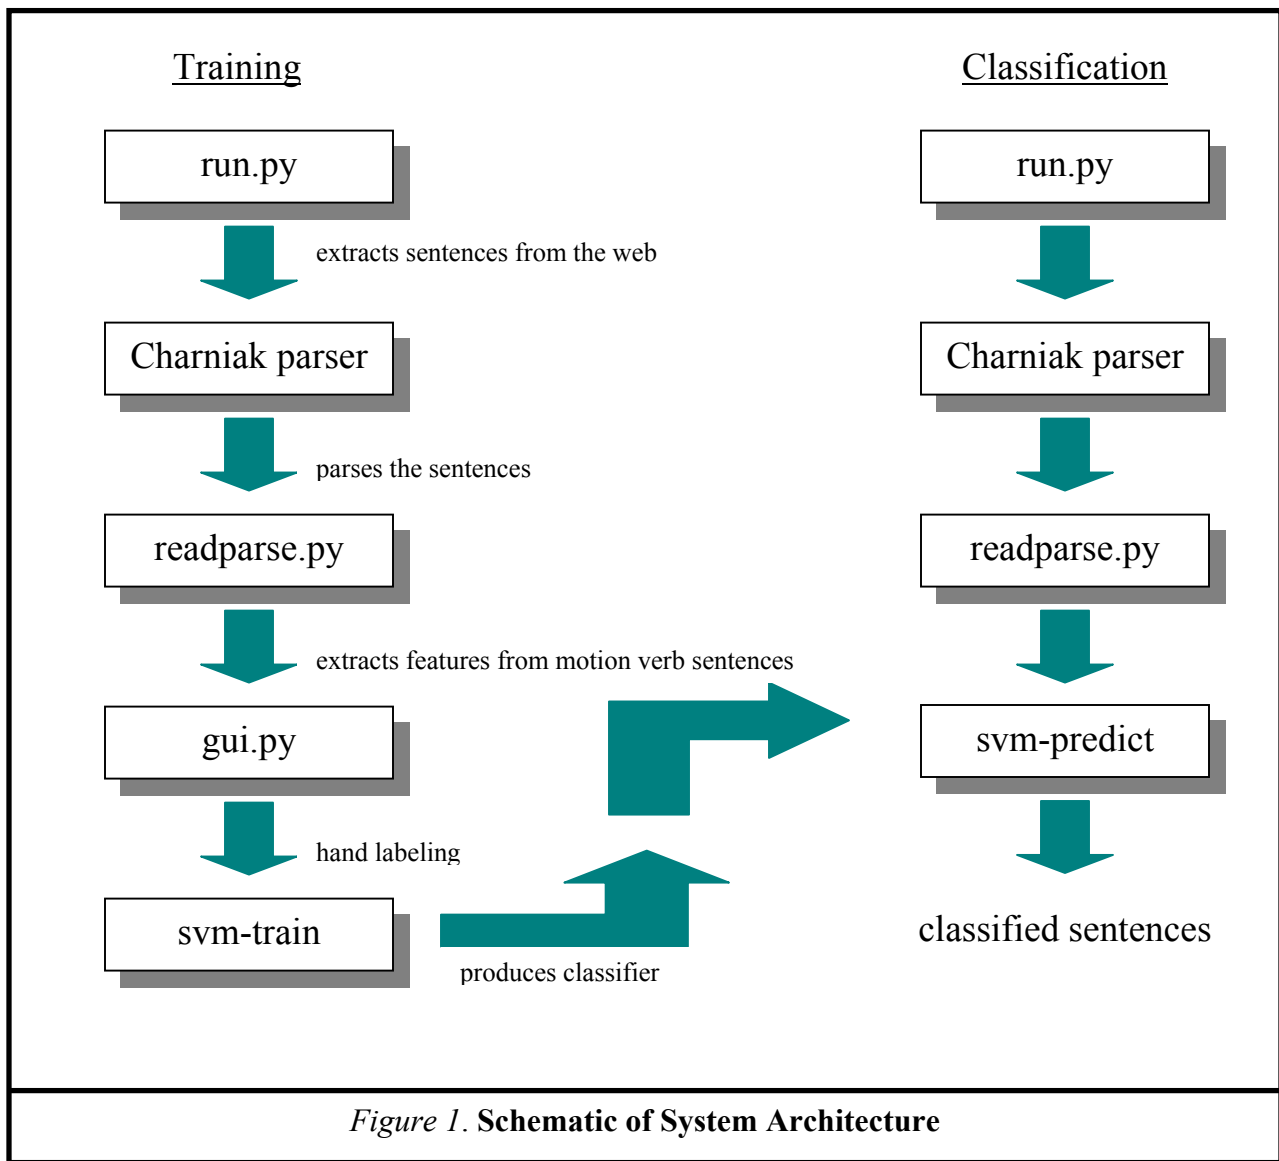 Training
run.py
extracts sentences from the web
Charniak parser
parses the sentences
readparse.py
extracts features from motion verb sentences
gui.py
hand labeling
svm-train
produces classifier
Classification
run.py
Charniak parser
readparse.py
svm-predict
classified sentences
Figure 1. Schematic of System Architecture